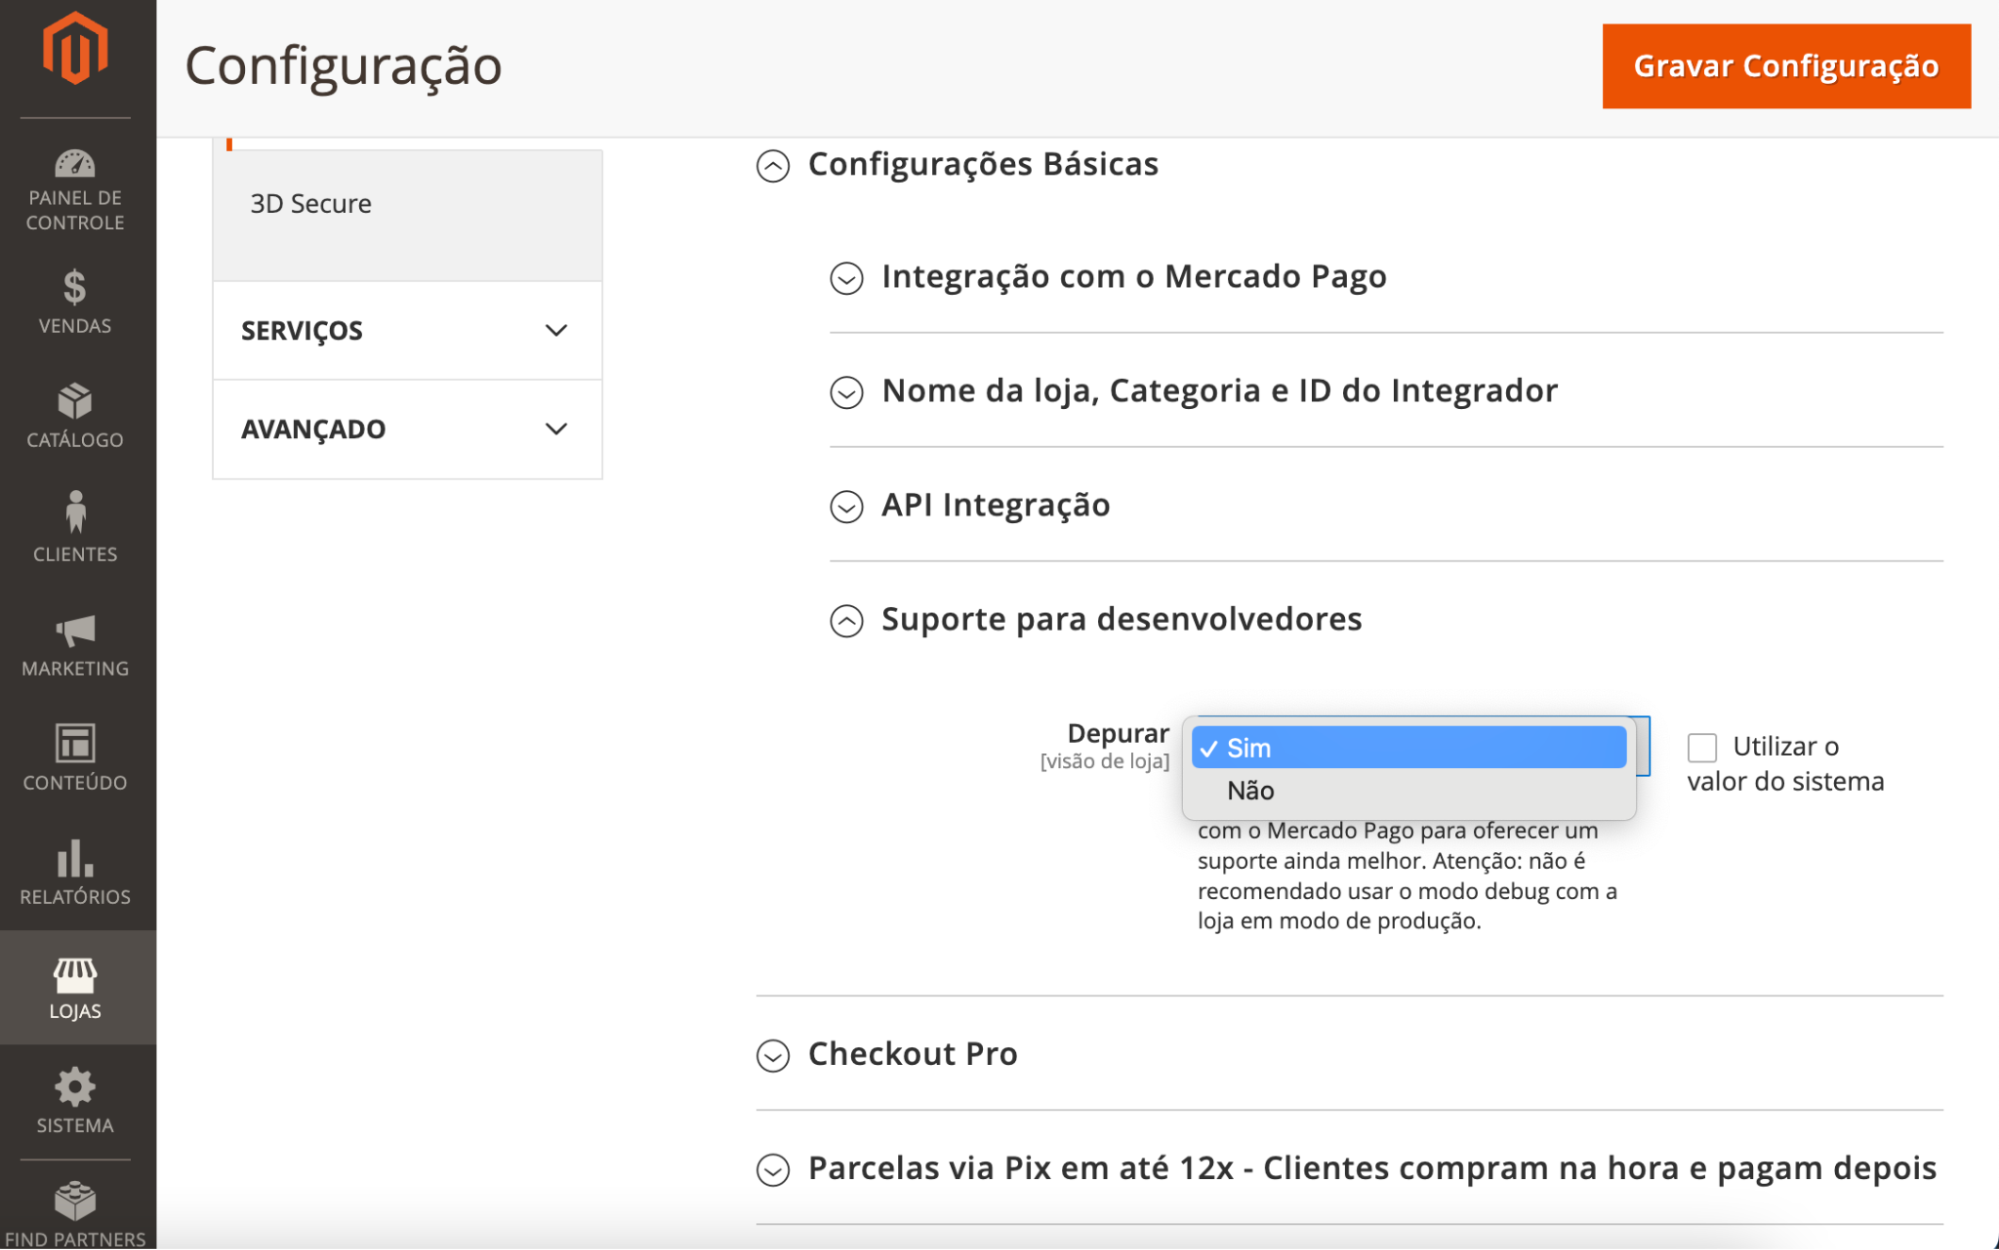 Configuração
Gravar Configuração
PAINEL DE
CONTROLE
VENDAS
CATÁLOGO
CLIENTES
MARKETING
CONTEÚDO
RELATÓRIOS
LOJAS
SISTEMA
FIND PARTNERS
3D Secure
SERVIÇOS
AVANÇADO
Configurações Básicas
Integração com o Mercado Pago
Nome da loja, Categoria e ID do Integrador
API Integração
Suporte para desenvolvedores
Depurar
[visão de loja]
Sim
Não
Utilizar o
valor do sistema
com o Mercado Pago para oferecer um
suporte ainda melhor. Atenção: não é
recomendado usar o modo debug com a
loja em modo de produção.
Checkout Pro
Parcelas via Pix em até 12x - Clientes compram na hora e pagam depois